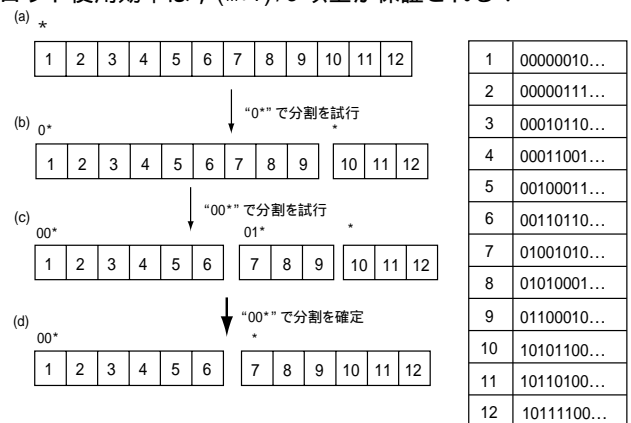 (a) *
1 2 3 4 5 6 7 8 9 10 11 12
“0*” で分割を試行
(b) 0* *
1 2 3 4 5 6 7 8 9 10 11 12
“00*” で分割を試行
(c) 00* 01* *
1 2 3 4 5 6 7 8 9 10 11 12
“00*” で分割を確定
(d) 00* *
1 2 3 4 5 6 7 8 9 10 11 12
1 00000010…
2 00000111…
3 00010110…
4 00011001…
5 00100011…
6 00110110…
7 01001010…
8 01010001…
9 01100010…
10 10101100…
11 10110100…
12 10111100…